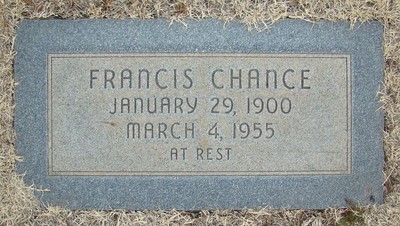 FRANCIS CHANCE
JANUARY 29, 1900
MARCH 4, 1955
AT REST